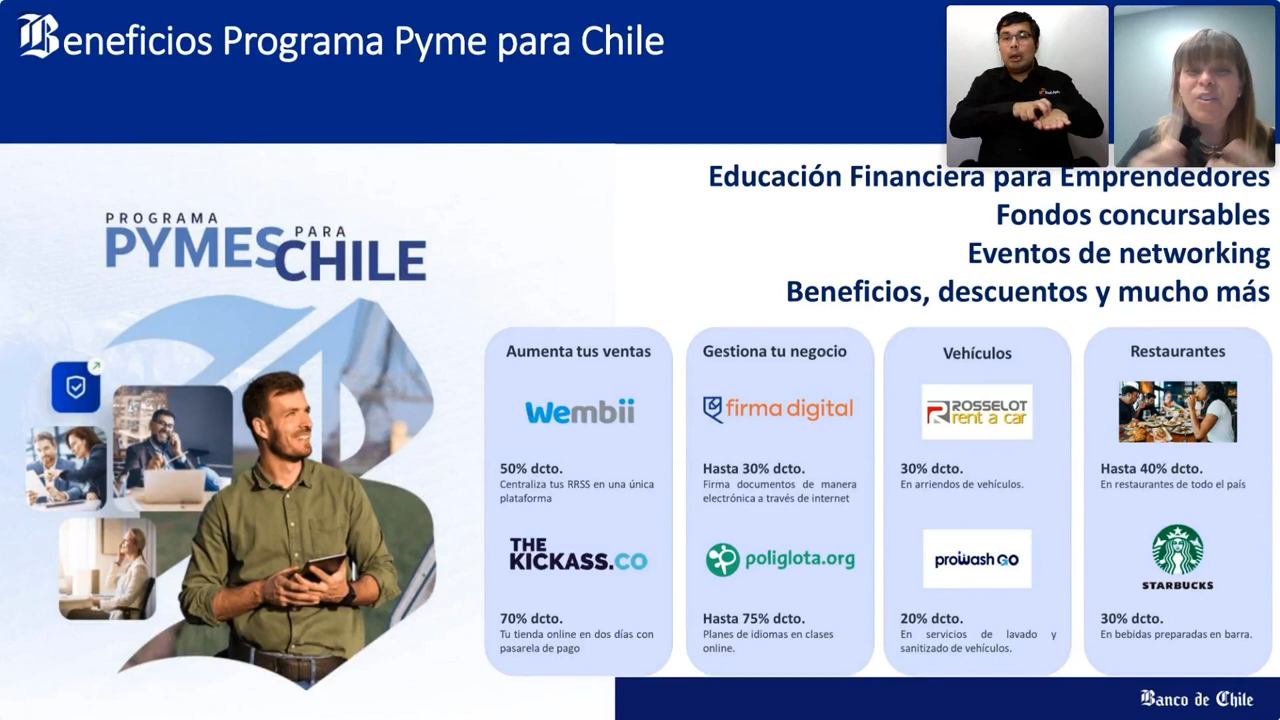 Beneficios Programa Pyme para Chile
Educación Financiera para Emprendedores
Fondos concursables
Eventos de networking
Beneficios, descuentos y mucho más
PROGRAMA
PYMES PARA
CHILE
Aumenta tus ventas
Wembii
50% dcto.
Centraliza tus RRSS en una única
plataforma
THE
KICKASS.CO
70% dcto.
Tu tienda online en dos días con
pasarela de pago
Gestiona tu negocio
firma digital
Hasta 30% dcto.
Firma documentos de manera
electrónica a través de internet
poliglota.org
Hasta 75% dcto.
Planes de idiomas en clases
online.
Vehículos
ROSSELOT
rent a car
30% dcto.
En arriendos de vehículos.
prowash GO
20% dcto.
En servicios de lavado y
sanitizado de vehículos.
Restaurantes
Hasta 40% dcto.
En restaurantes de todo el país
STARBUCKS
30% dcto.
En bebidas preparadas en barra.
Banco de Chile